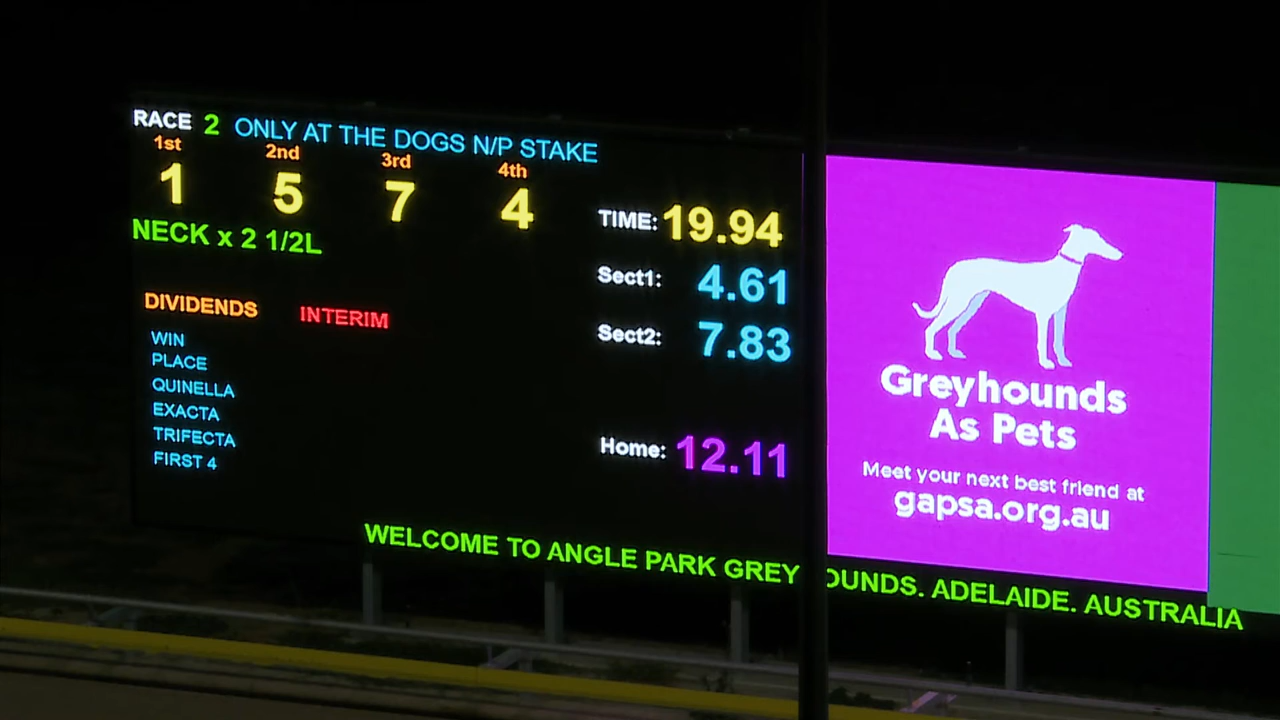 RACE 2 ONLY AT THE DOGS N/P STAKE
1st 2nd 3rd 4th
1 5 7 4
NECK x 2 1/2L
TIME: 19.94
Sect1: 4.61
Sect2: 7.83
Home: 12.11
DIVIDENDS INTERIM
WIN
PLACE
QUINELLA
EXACTA
TRIFECTA
FIRST 4
Greyhounds
As Pets
Meet your next best friend at
gapsa.org.au
WELCOME TO ANGLE PARK GREY OUNDS. ADELAIDE. AUSTRALIA